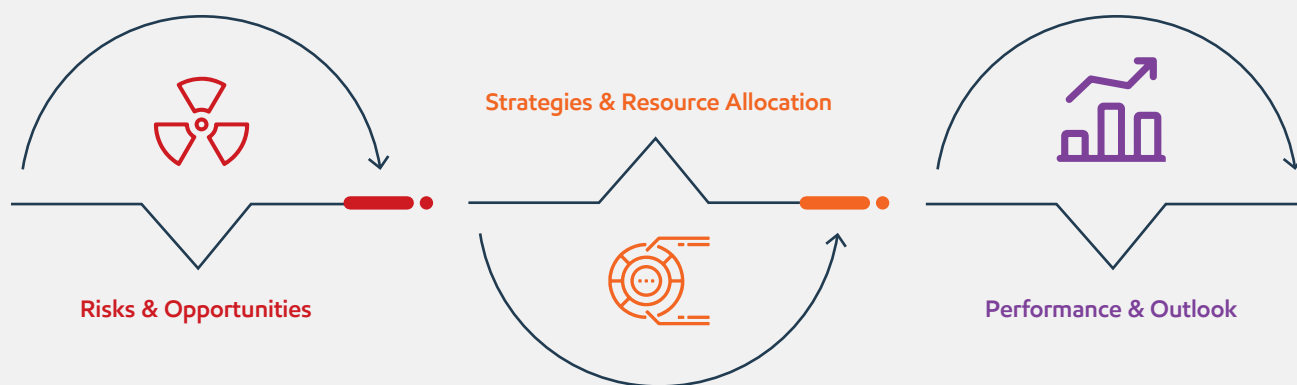 Risks & Opportunities
Strategies & Resource Allocation
Performance & Outlook